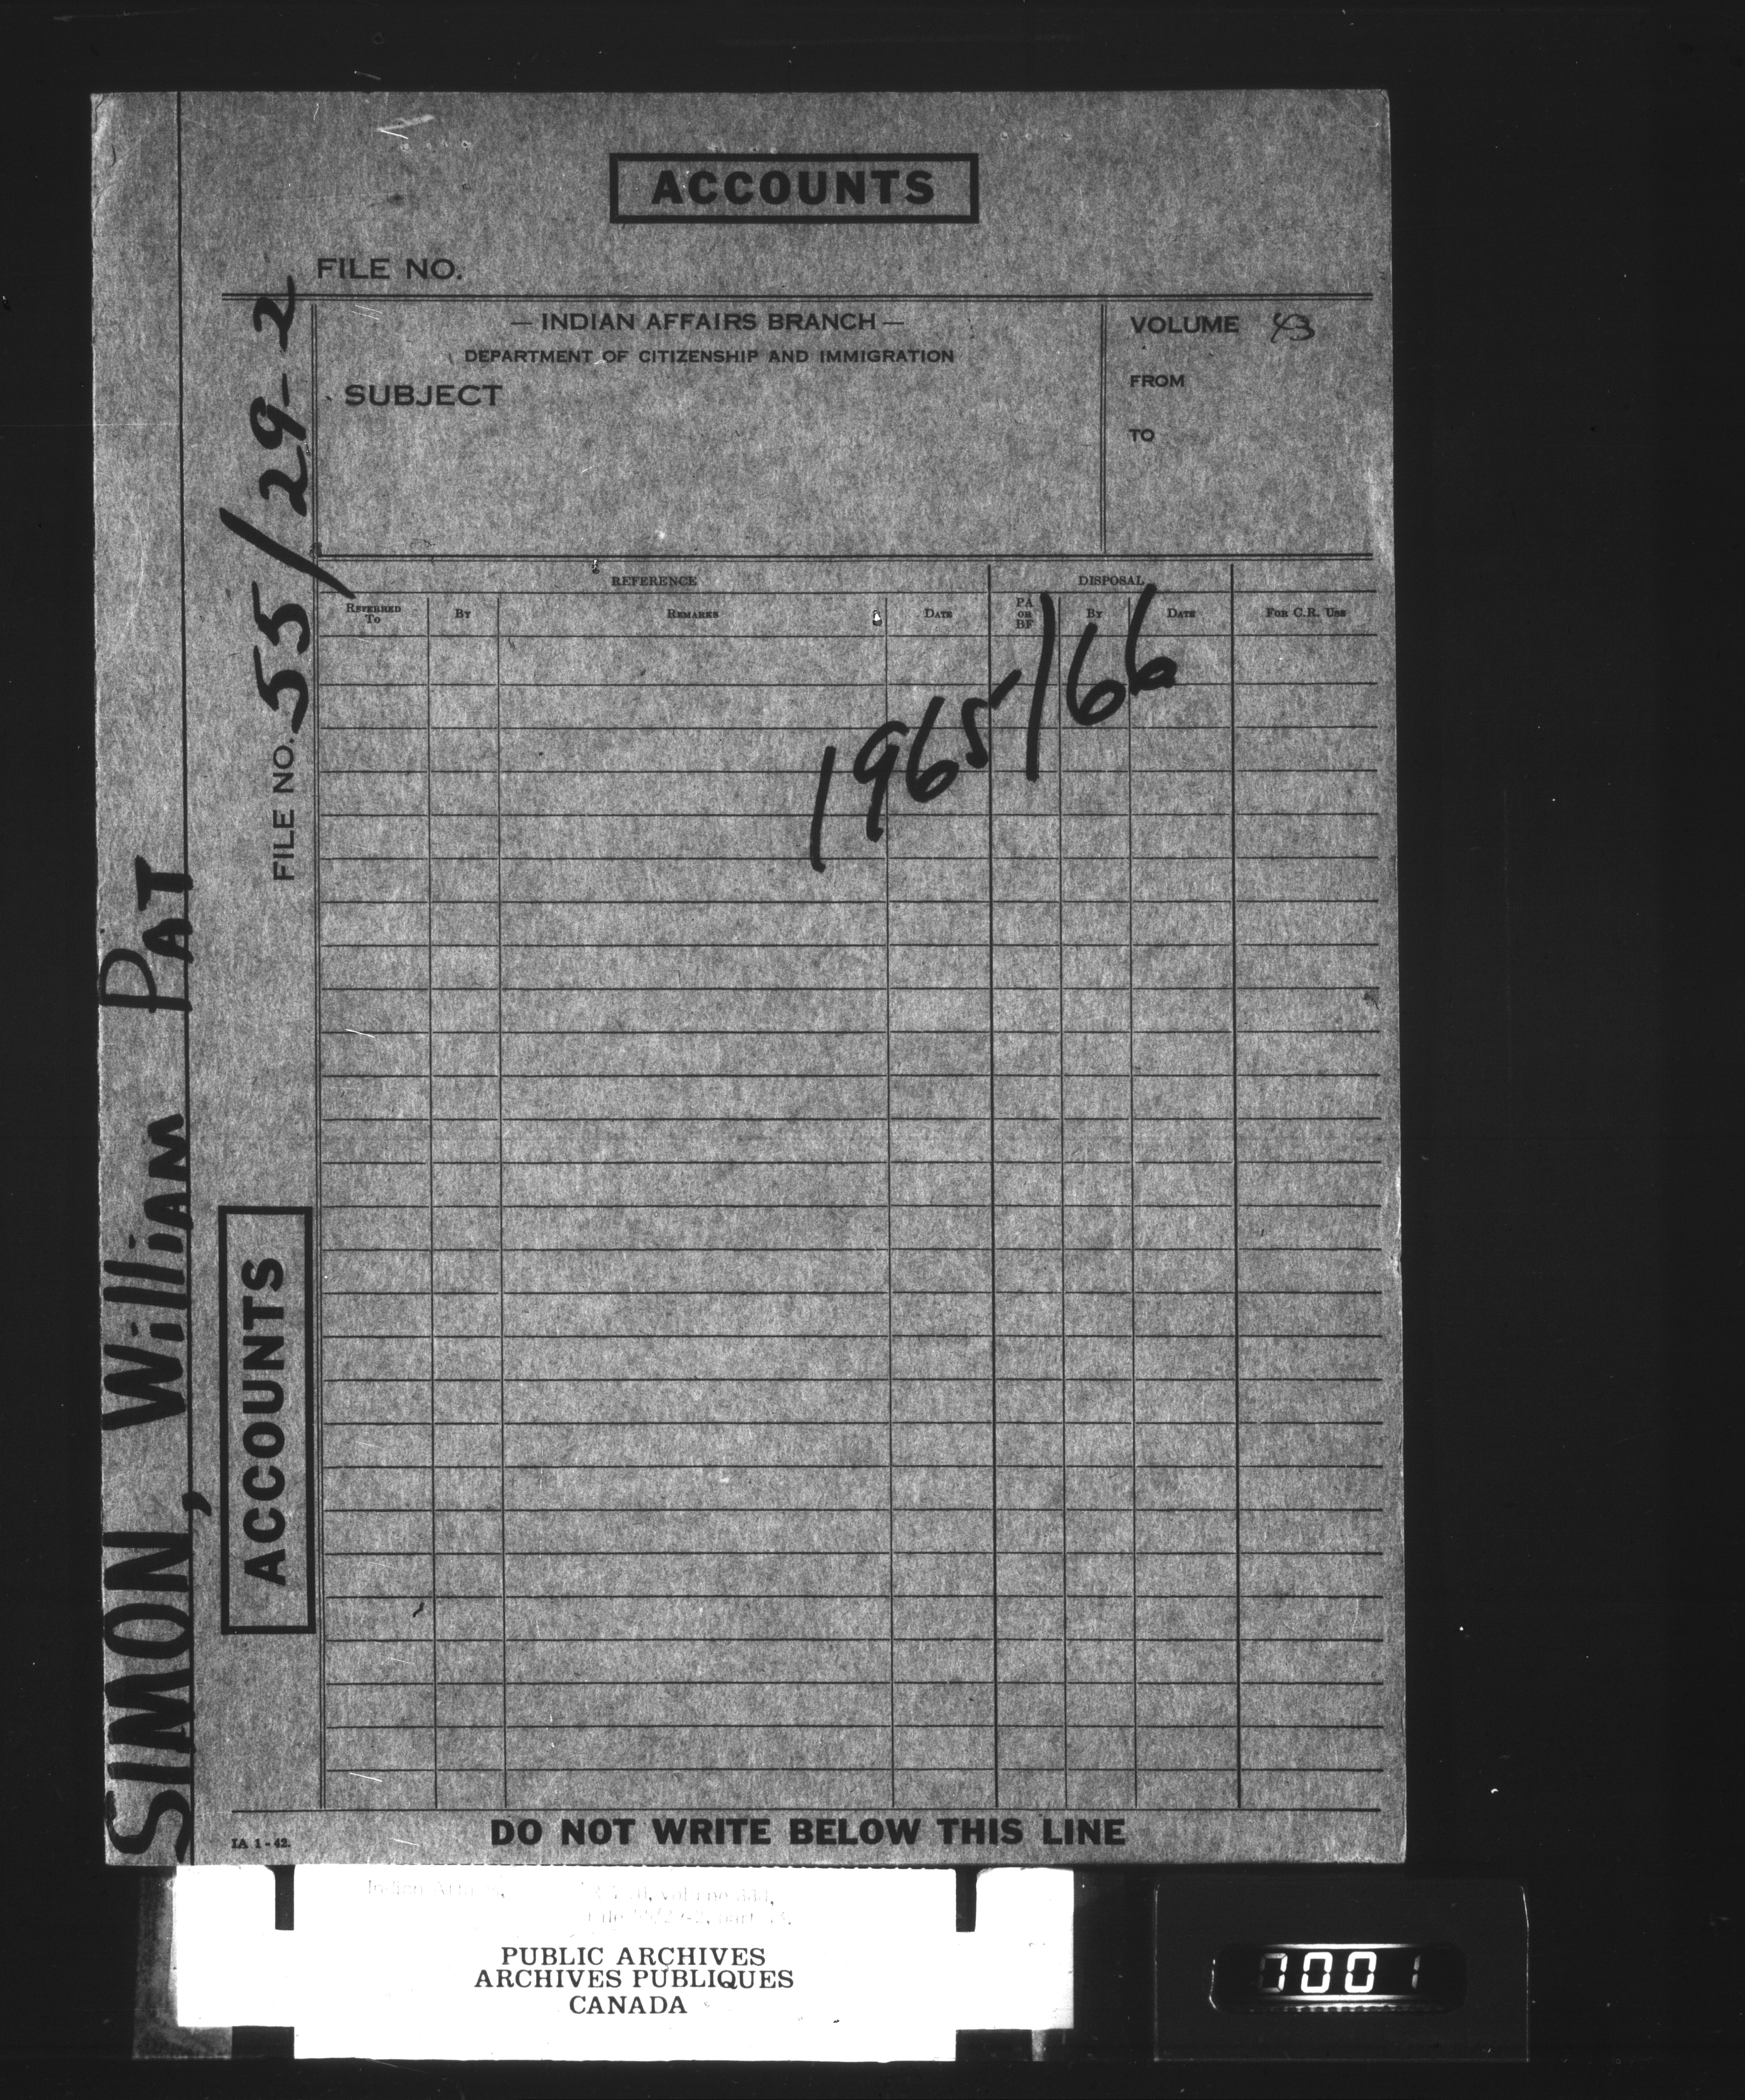 ACCOUNTS
FILE NO.
— INDIAN AFFAIRS BRANCH —
DEPARTMENT OF CITIZENSHIP AND IMMIGRATION
SUBJECT
VOLUME 43
FROM
TO
REFERENCE
DISPOSAL
REFERRED TO
BY
REMARKS
DATE
PA OR BF
BY
DATE
FOR C.R. USE
1965/66
FILE NO. 55/29-2
ACCOUNTS
SIMON, William PAT
IA 1-42.
DO NOT WRITE BELOW THIS LINE
PUBLIC ARCHIVES
ARCHIVES PUBLIQUES
CANADA